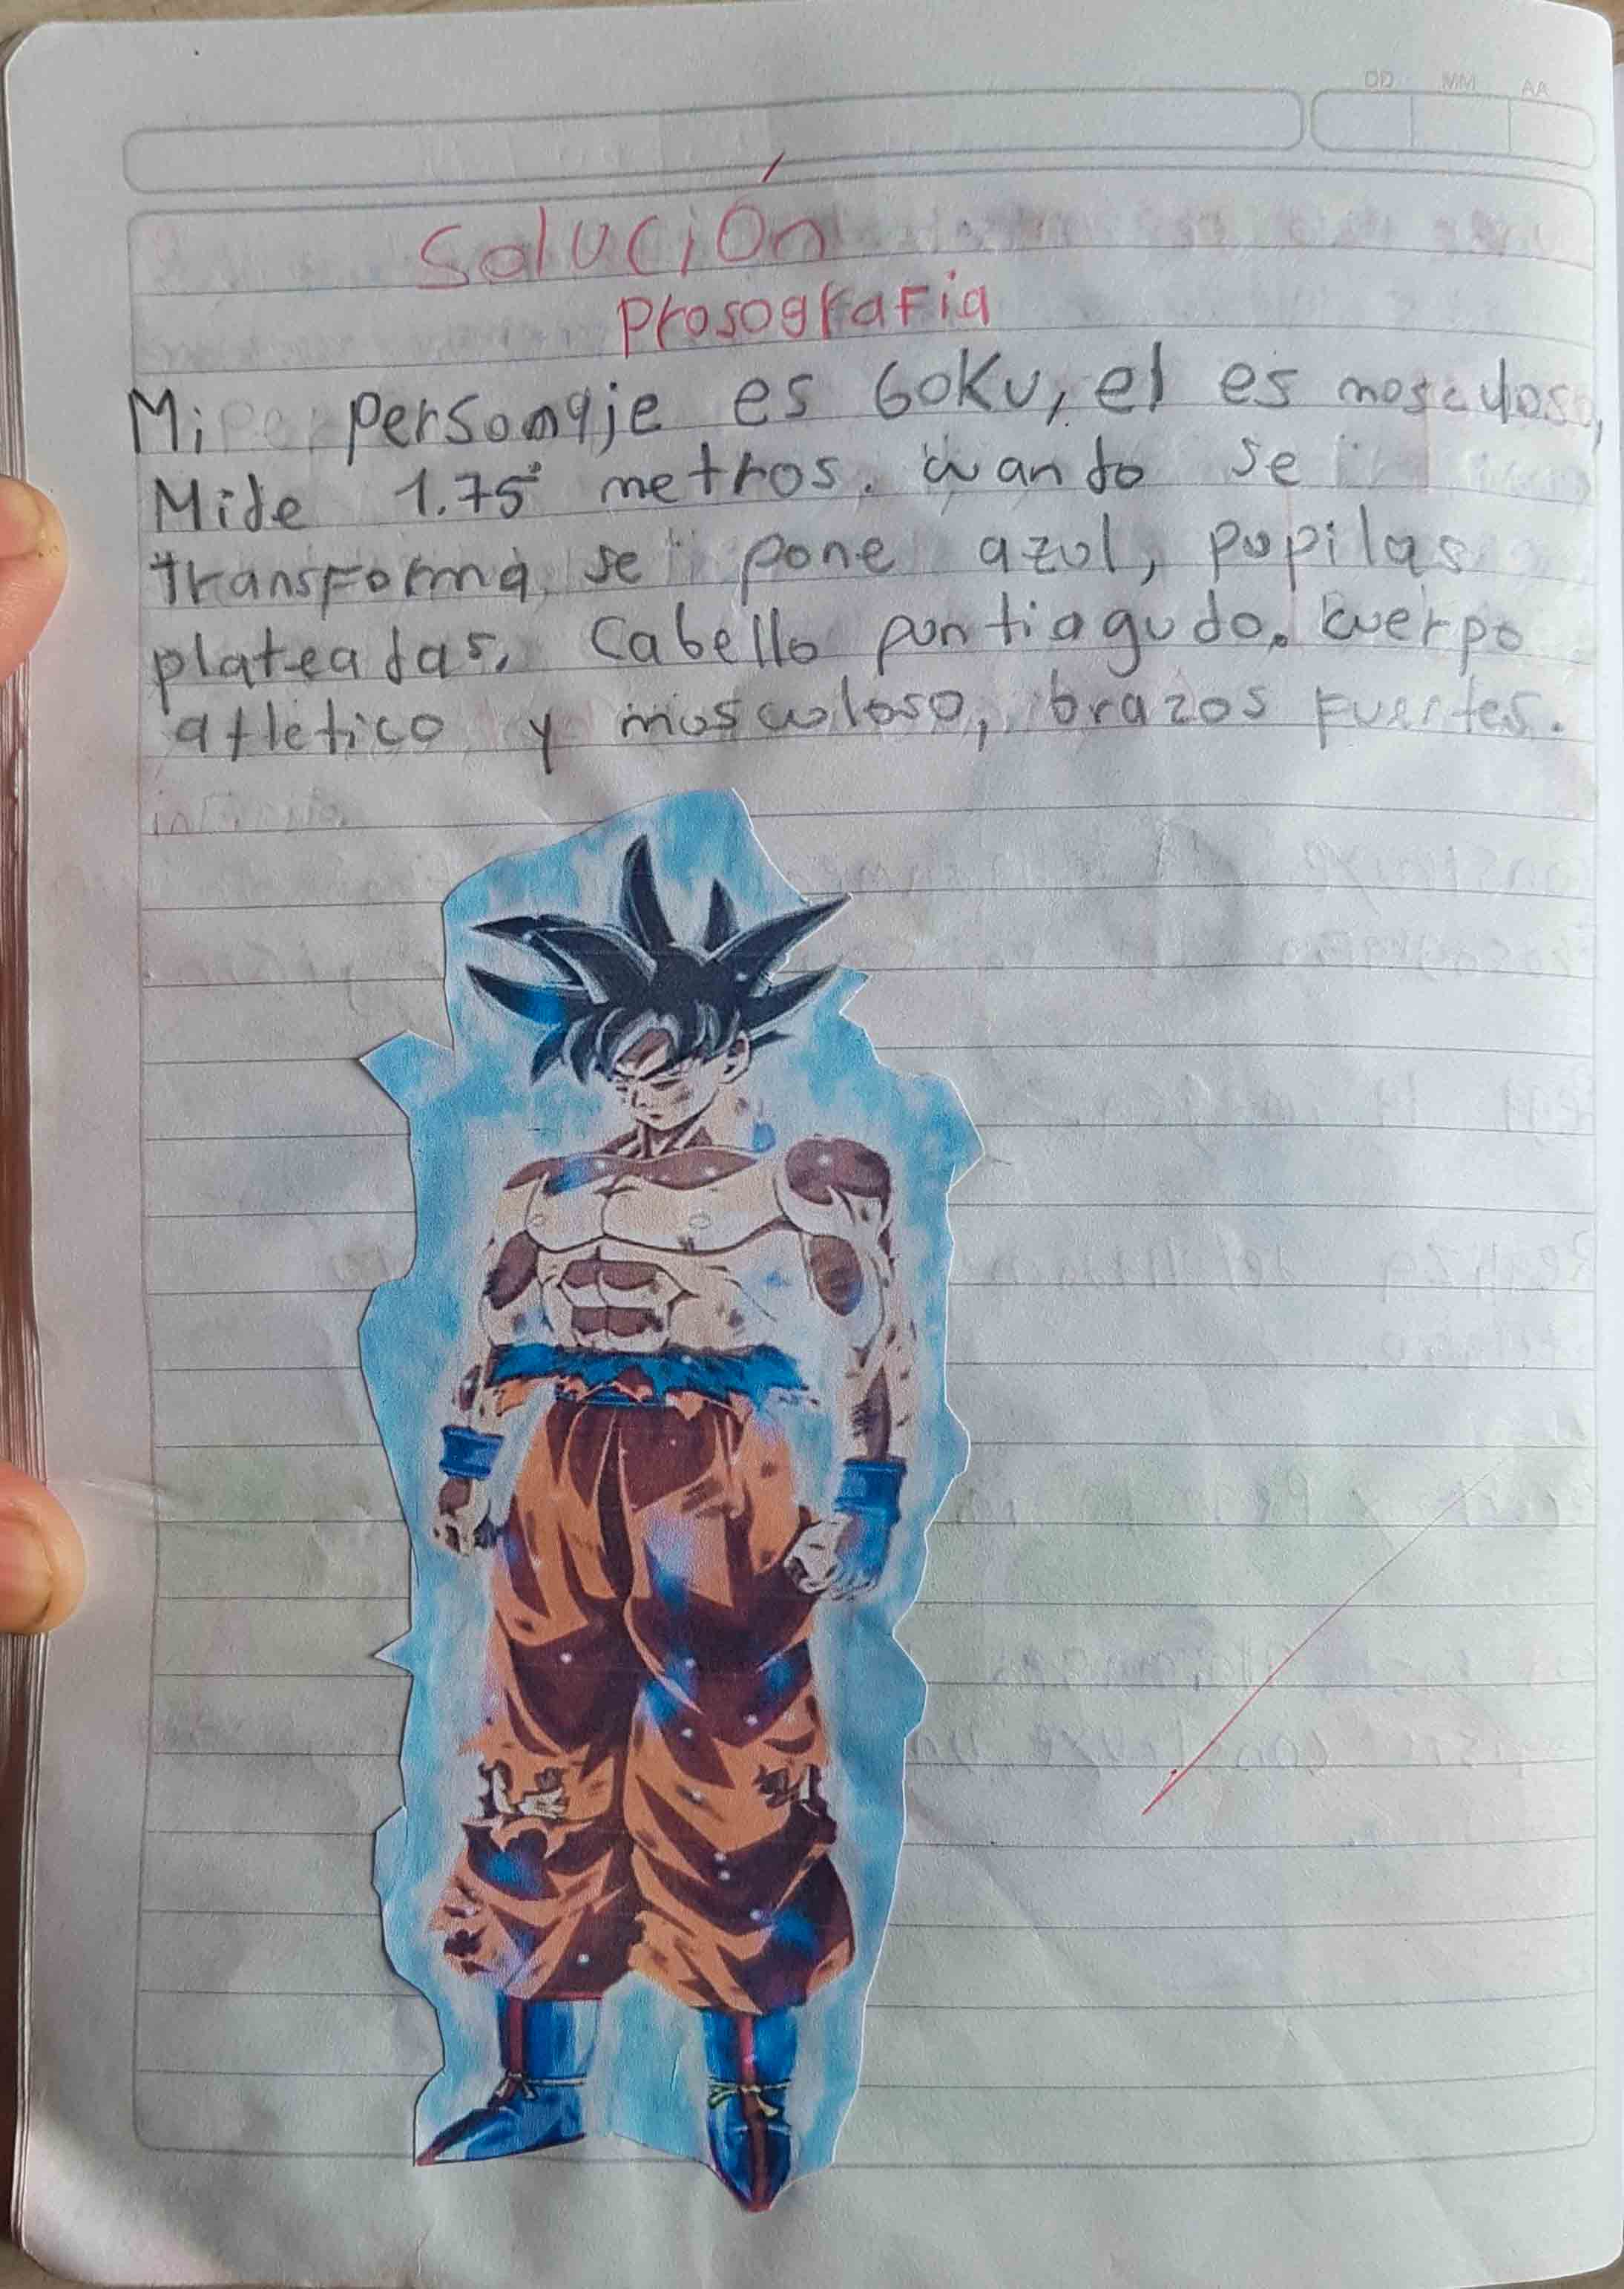 DD MM AA
Solución
Prosografia
Mi personaje es Goku, el es musculoso,
Mide 1.75 metros. cuando se
transforma se pone azul, pupilas
plateadas, Cabello puntiagudo. cuerpo
atletico y musculoso, brazos fuertes.